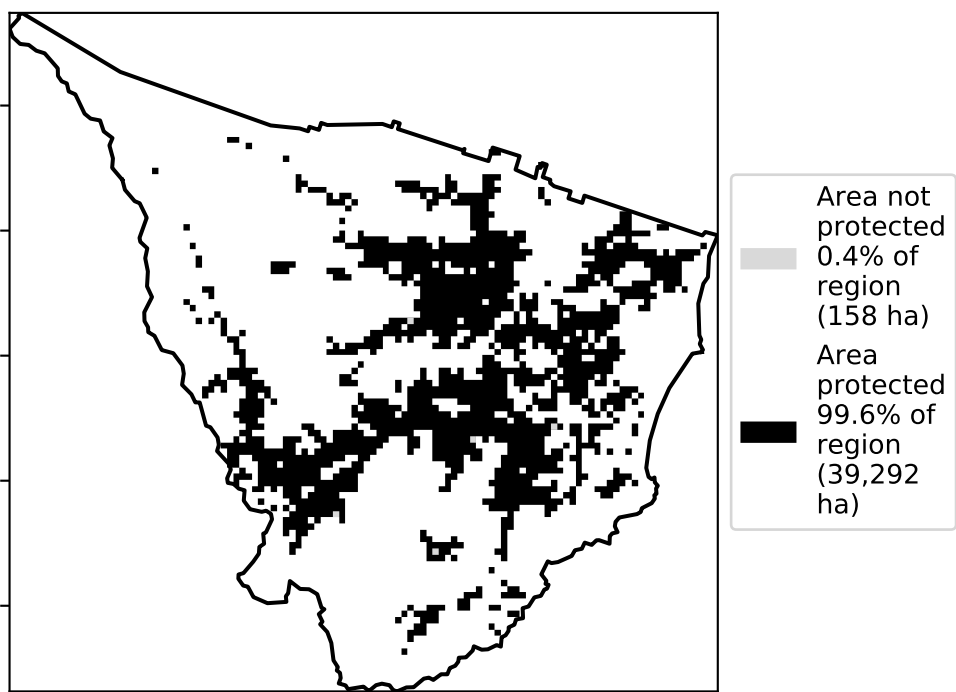 Area not
protected
0.4% of
region
(158 ha)
Area
protected
99.6% of
region
(39,292
ha)